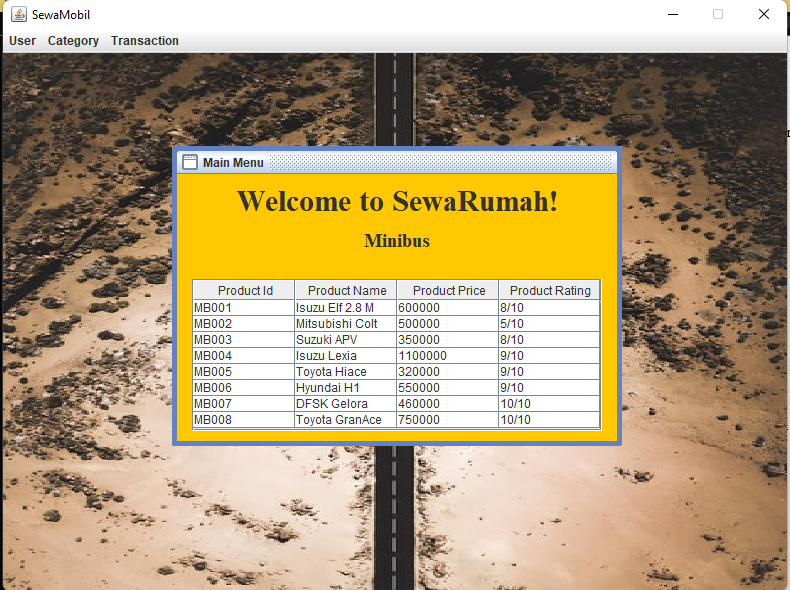 SewaMobil
User Category Transaction
Main Menu
Welcome to SewaRumah!
Minibus
Product Id Product Name Product Price Product Rating
MB001 Isuzu Elf 2.8 M 600000 8/10
MB002 Mitsubishi Colt 500000 5/10
MB003 Suzuki APV 350000 8/10
MB004 Isuzu Lexia 1100000 9/10
MB005 Toyota Hiace 320000 9/10
MB006 Hyundai H1 550000 9/10
MB007 DFSK Gelora 460000 10/10
MB008 Toyota GranAce 750000 10/10